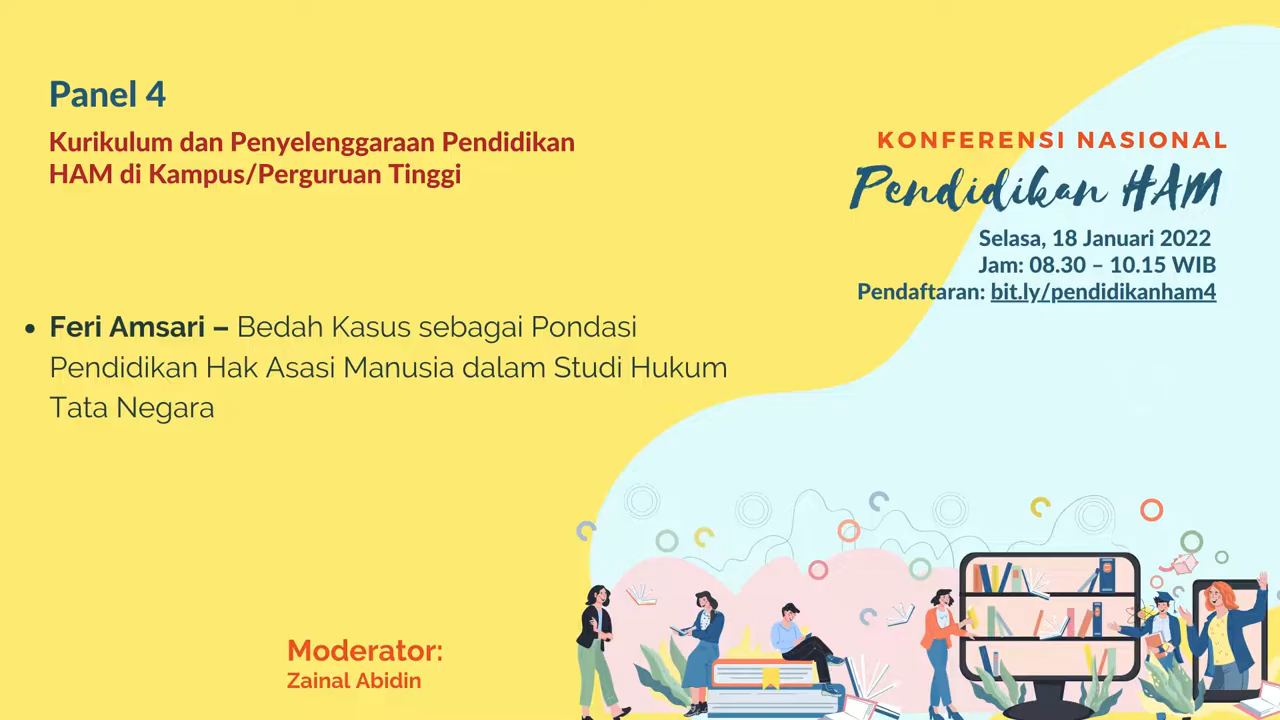 Panel 4
Kurikulum dan Penyelenggaraan Pendidikan
HAM di Kampus/Perguruan Tinggi
KONFERENSI NASIONAL
Pendidikan HAM
Selasa, 18 Januari 2022
Jam: 08.30 – 10.15 WIB
Pendaftaran: bit.ly/pendidikanham4
• Feri Amsari – Bedah Kasus sebagai Pondasi
Pendidikan Hak Asasi Manusia dalam Studi Hukum
Tata Negara
Moderator:
Zainal Abidin